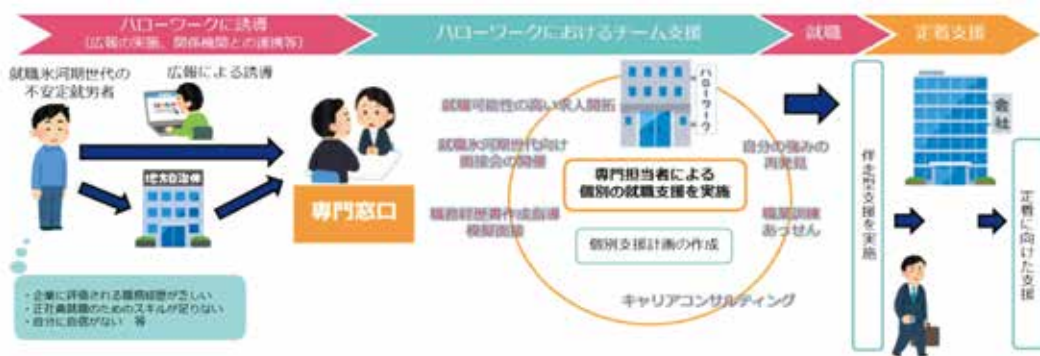 ハローワークに誘導
(広報の実施、関係機関との連携等)
ハローワークにおけるチーム支援
就職
定着支援
就職氷河期世代の
不安定就労者
広報による誘導
地方自治体
専門窓口
・企業に評価される職務経歴が乏しい
・正社員就職のためのスキルが足りない
・自分に自信がない 等
ハローワーク
就職可能性の高い求人開拓
就職氷河期世代向け
面接会の開催
職務経歴書作成指導
模擬面接
専門担当者による
個別の就職支援を実施
個別支援計画の作成
自分の強みの
再発見
職業訓練
あっせん
キャリアコンサルティング
伴走型支援を実施
会社
定着に向けた支援